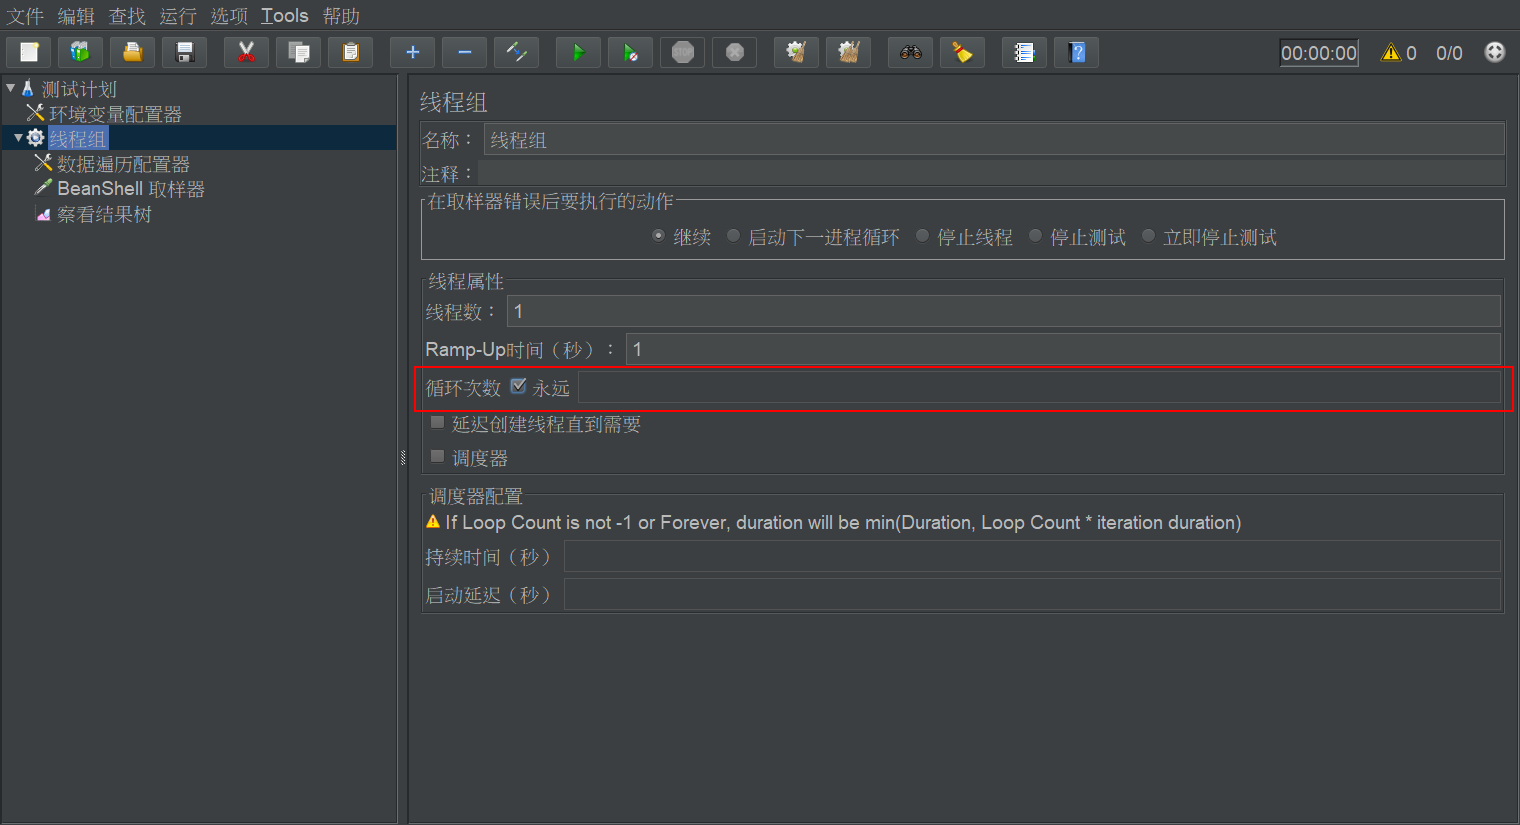 文件 编辑 查找 运行 选项 Tools 帮助
STOP 00:00:00 0 0/0
测试计划
环境变量配置器
线程组
数据遍历配置器
BeanShell 取样器
察看结果树
线程组
名称： 线程组
注释：
在取样器错误后要执行的动作
继续 启动下一进程循环 停止线程 停止测试 立即停止测试
线程属性
线程数： 1
Ramp-Up时间（秒）： 1
循环次数 永远
延迟创建线程直到需要
调度器
调度器配置
If Loop Count is not -1 or Forever, duration will be min(Duration, Loop Count * iteration duration)
持续时间（秒）
启动延迟（秒）